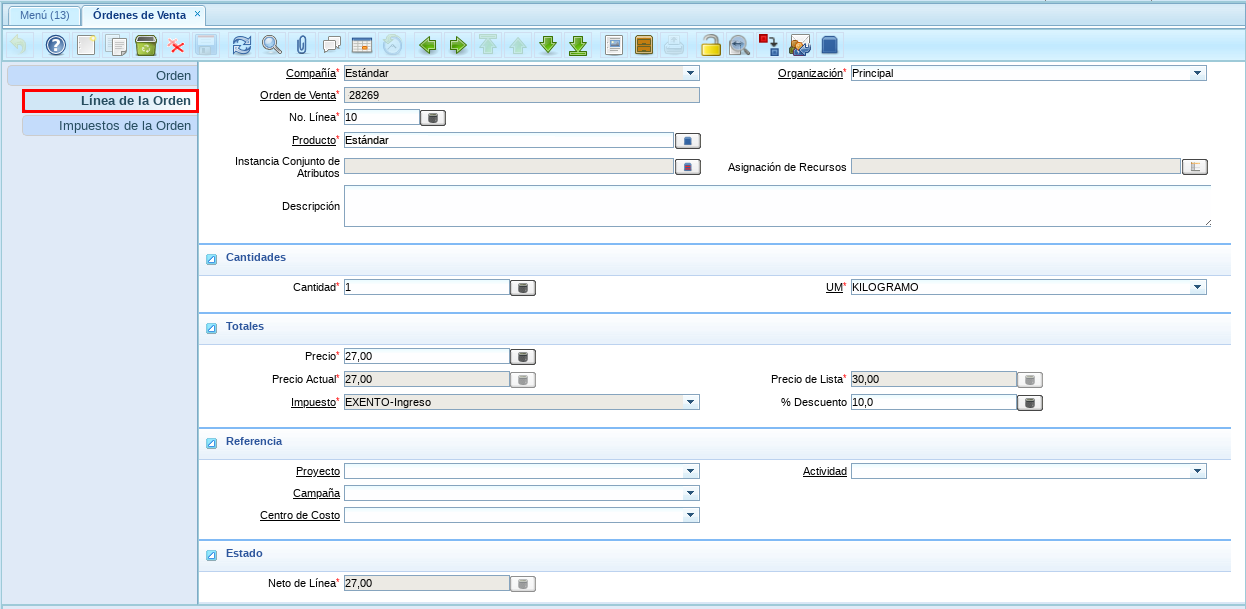 Menú (13) Órdenes de Venta ×
Orden
Línea de la Orden
Impuestos de la Orden
Compañía* Estándar Organización* Principal
Orden de Venta* 28269
No. Línea* 10
Producto* Estándar
Instancia Conjunto de
Atributos Asignación de Recursos
Descripción
Cantidades
Cantidad* 1 UM* KILOGRAMO
Totales
Precio* 27,00
Precio Actual* 27,00 Precio de Lista* 30,00
Impuesto* EXENTO-Ingreso % Descuento 10,0
Referencia
Proyecto Actividad
Campaña
Centro de Costo
Estado
Neto de Línea* 27,00